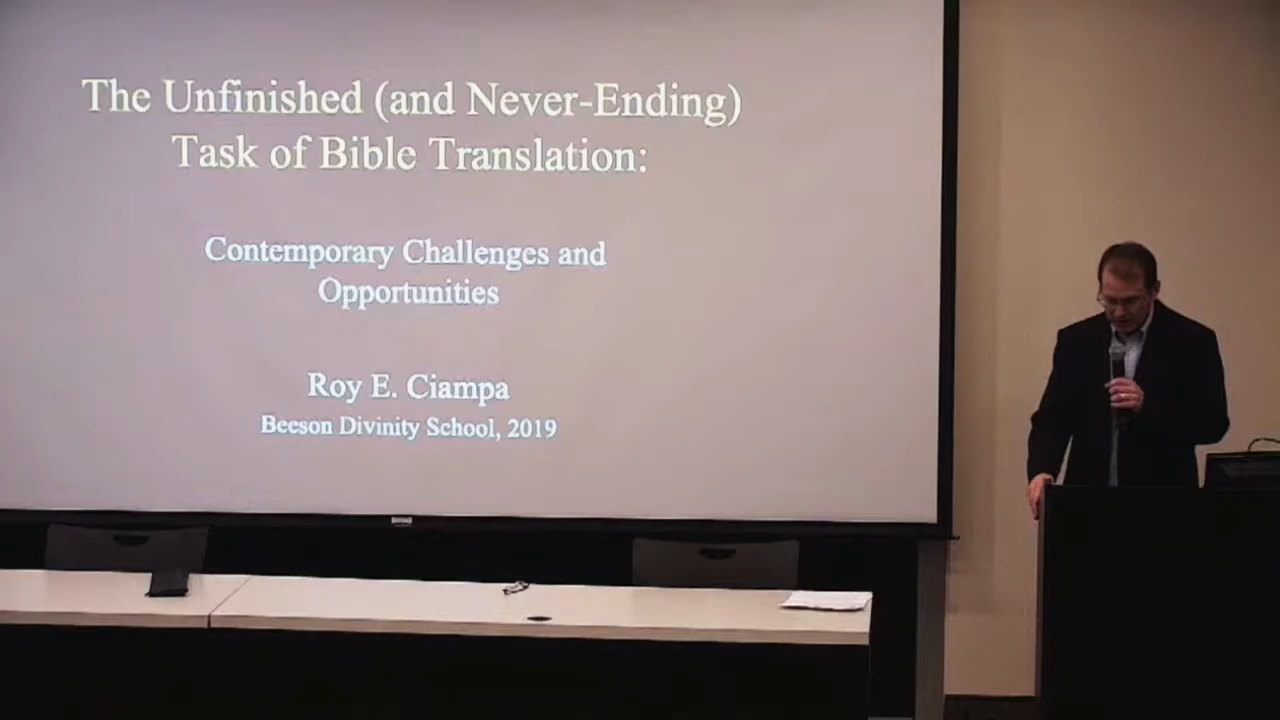 The Unfinished (and Never-Ending)
Task of Bible Translation:
Contemporary Challenges and
Opportunities
Roy E. Ciampa
Beeson Divinity School, 2019